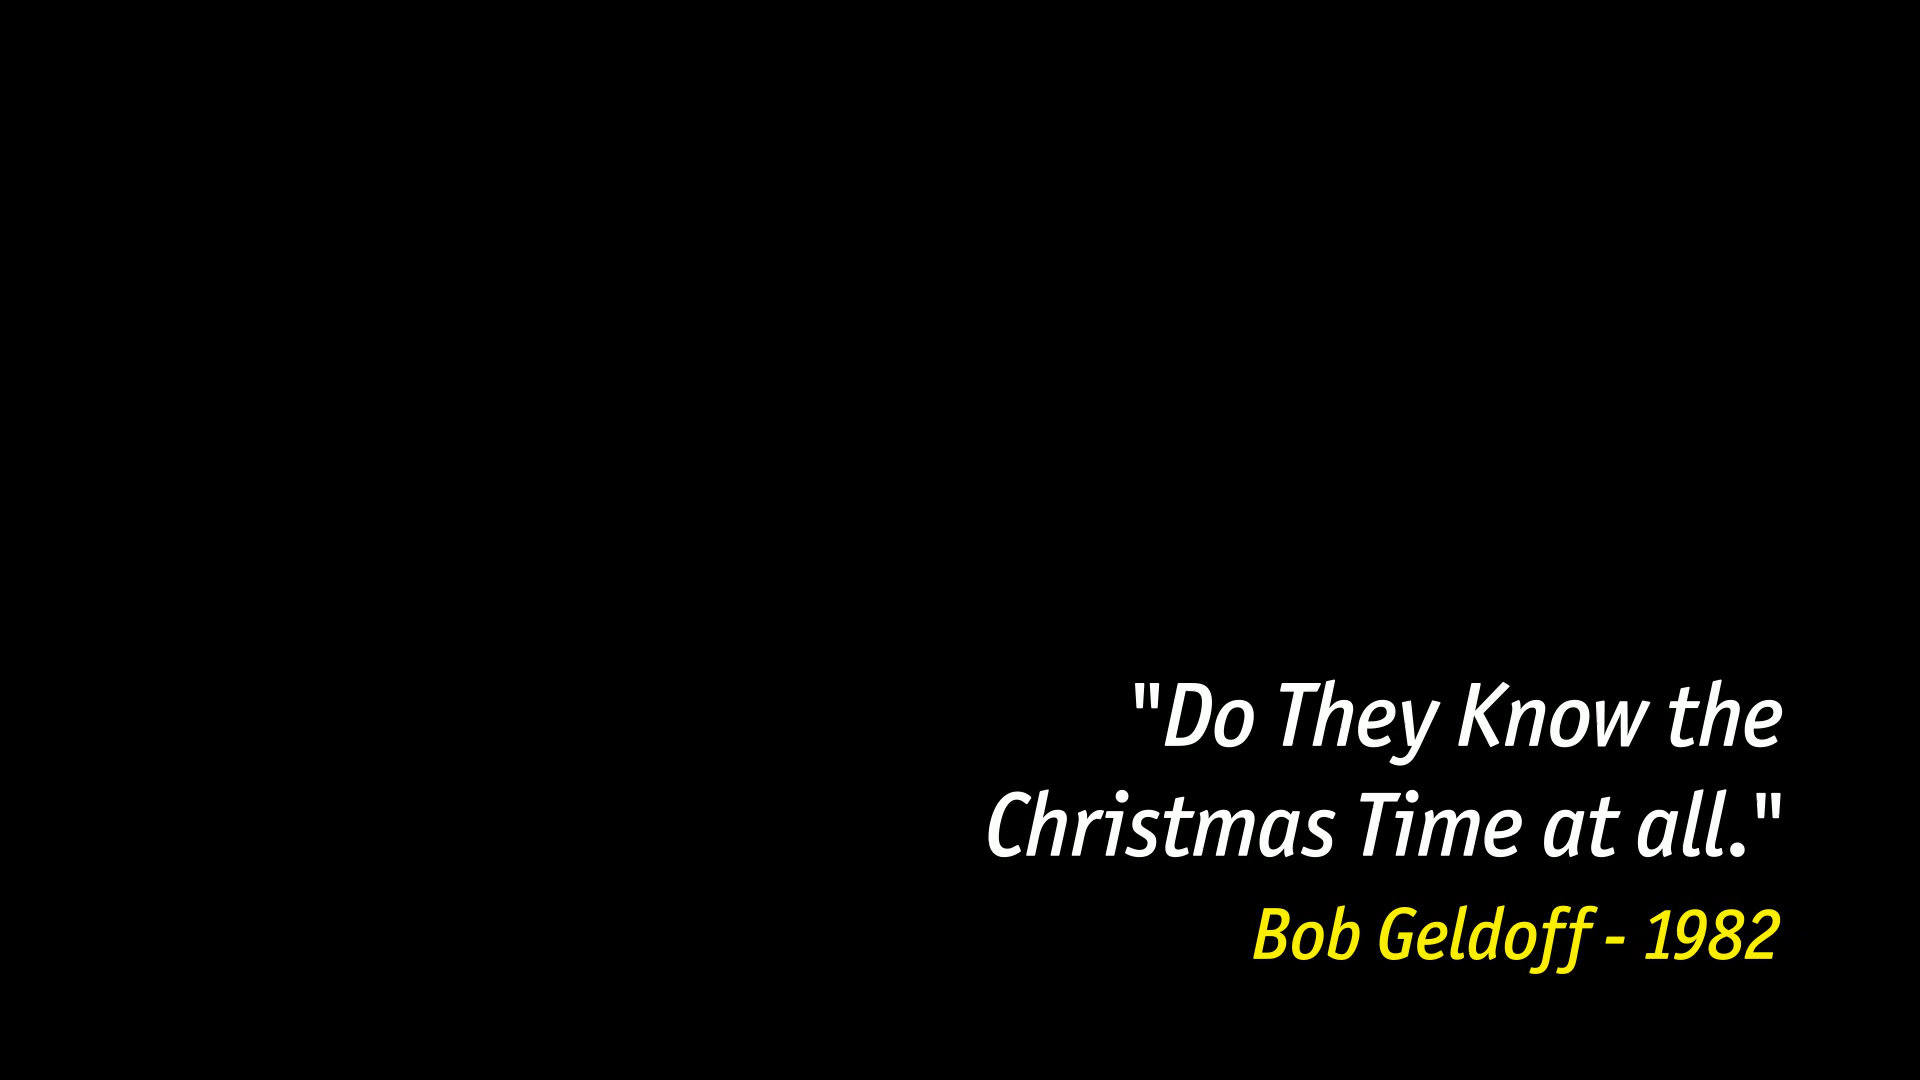 "Do They Know the
Christmas Time at all."
Bob Geldoff - 1982